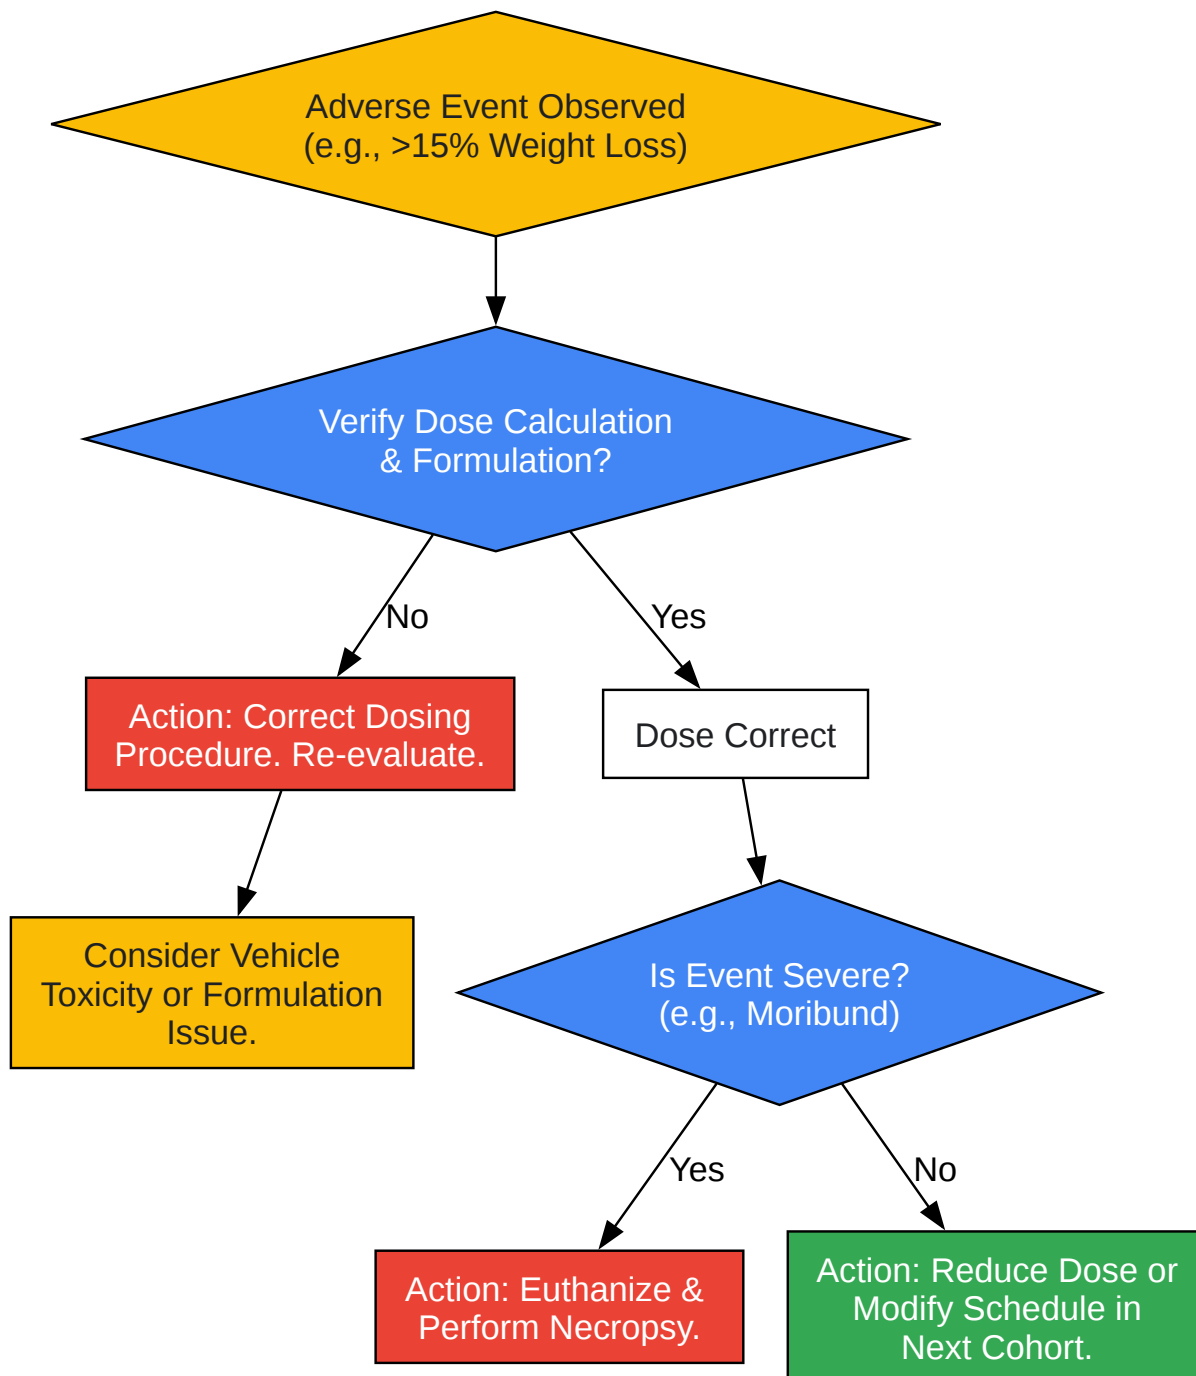 Adverse Event Observed
(e.g., >15% Weight Loss)
Verify Dose Calculation
& Formulation?
No
Yes
Action: Correct Dosing
Procedure. Re-evaluate.
Dose Correct
Consider Vehicle
Toxicity or Formulation
Issue.
Is Event Severe?
(e.g., Moribund)
Yes
No
Action: Euthanize &
Perform Necropsy.
Action: Reduce Dose or
Modify Schedule in
Next Cohort.